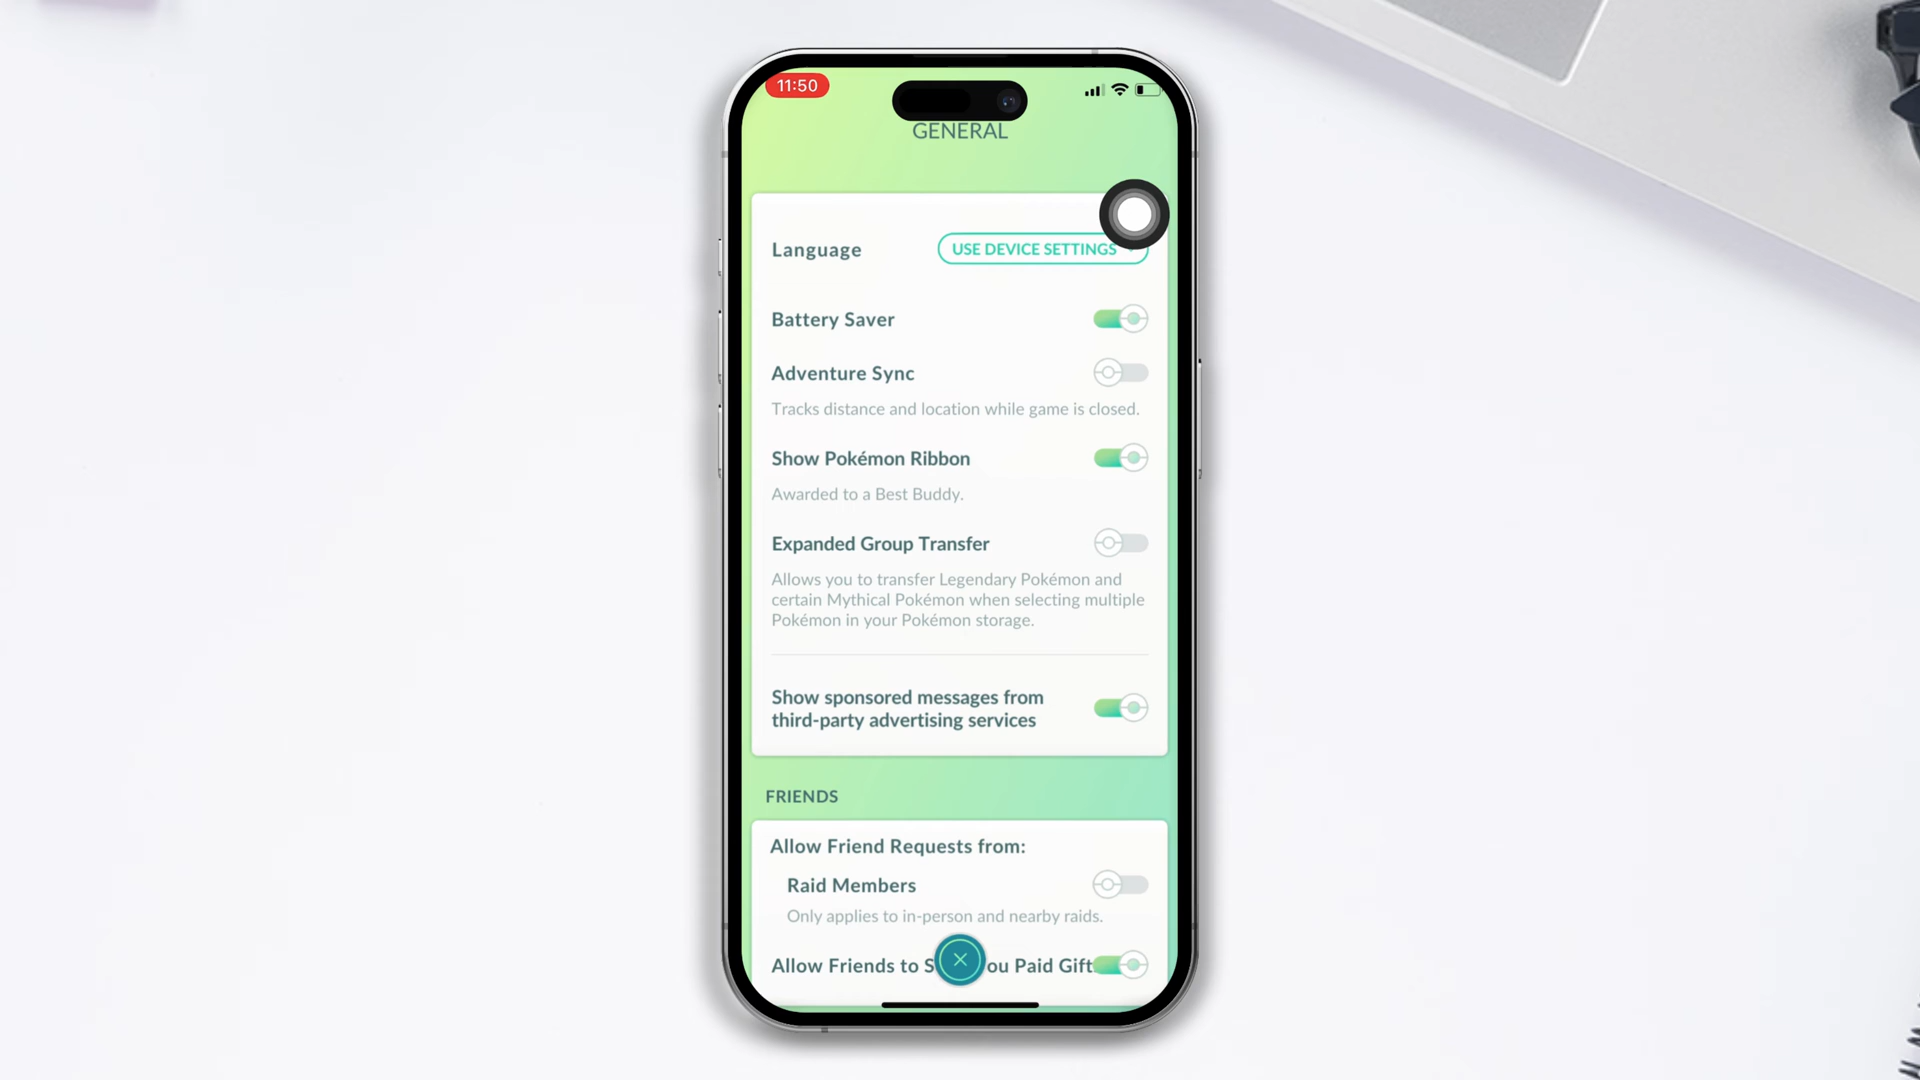 11:50
GENERAL
Language
USE DEVICE SETTINGS
Battery Saver
Adventure Sync
Tracks distance and location while game is closed.
Show Pokémon Ribbon
Awarded to a Best Buddy.
Expanded Group Transfer
Allows you to transfer Legendary Pokémon and
certain Mythical Pokémon when selecting multiple
Pokémon in your Pokémon storage.
Show sponsored messages from
third-party advertising services
FRIENDS
Allow Friend Requests from:
Raid Members
Only applies to in-person and nearby raids.
Allow Friends to S ou Paid Gift